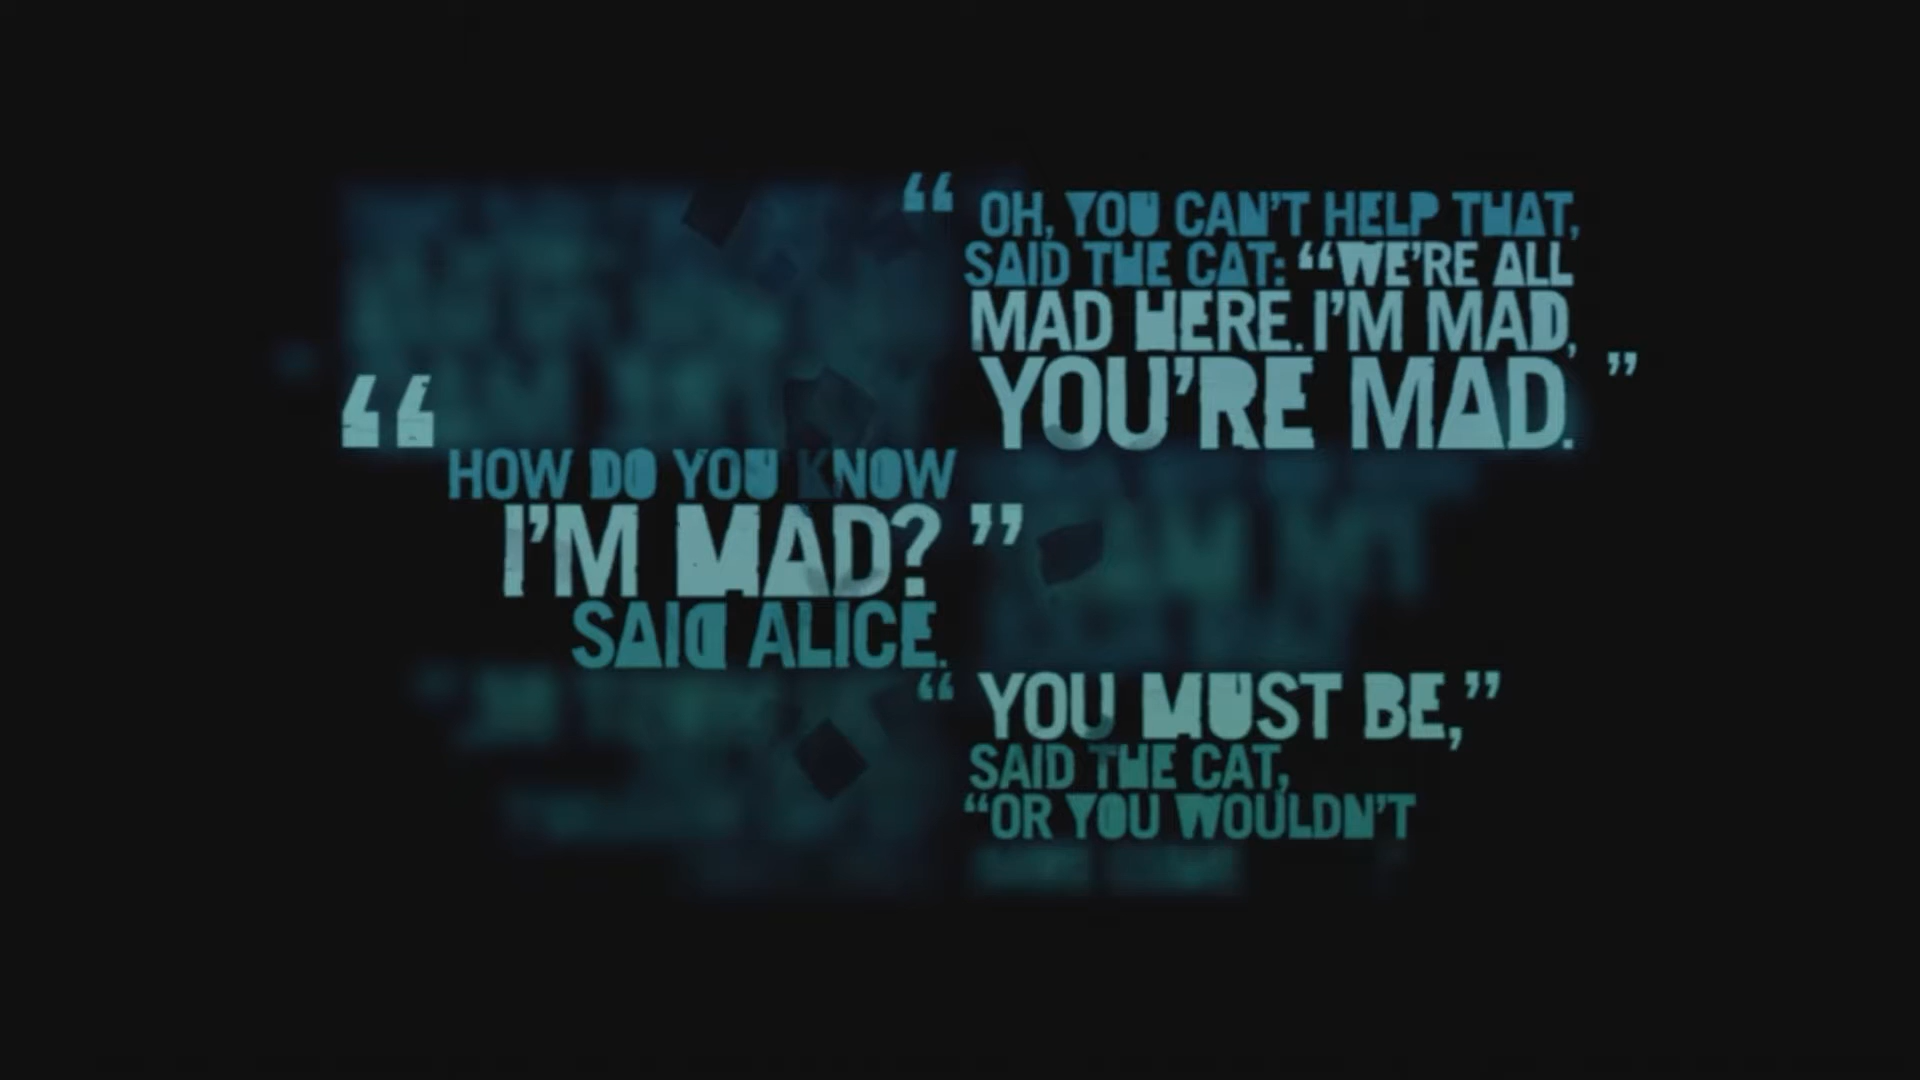 “ OH, YOU CAN’T HELP THAT,
SAID THE CAT: “WE’RE ALL
MAD HERE. I’M MAD,
YOU’RE MAD. ”
“ HOW DO YOU KNOW
I’M MAD? ”
SAID ALICE.
“ YOU MUST BE,”
SAID THE CAT,
“OR YOU WOULDN’T